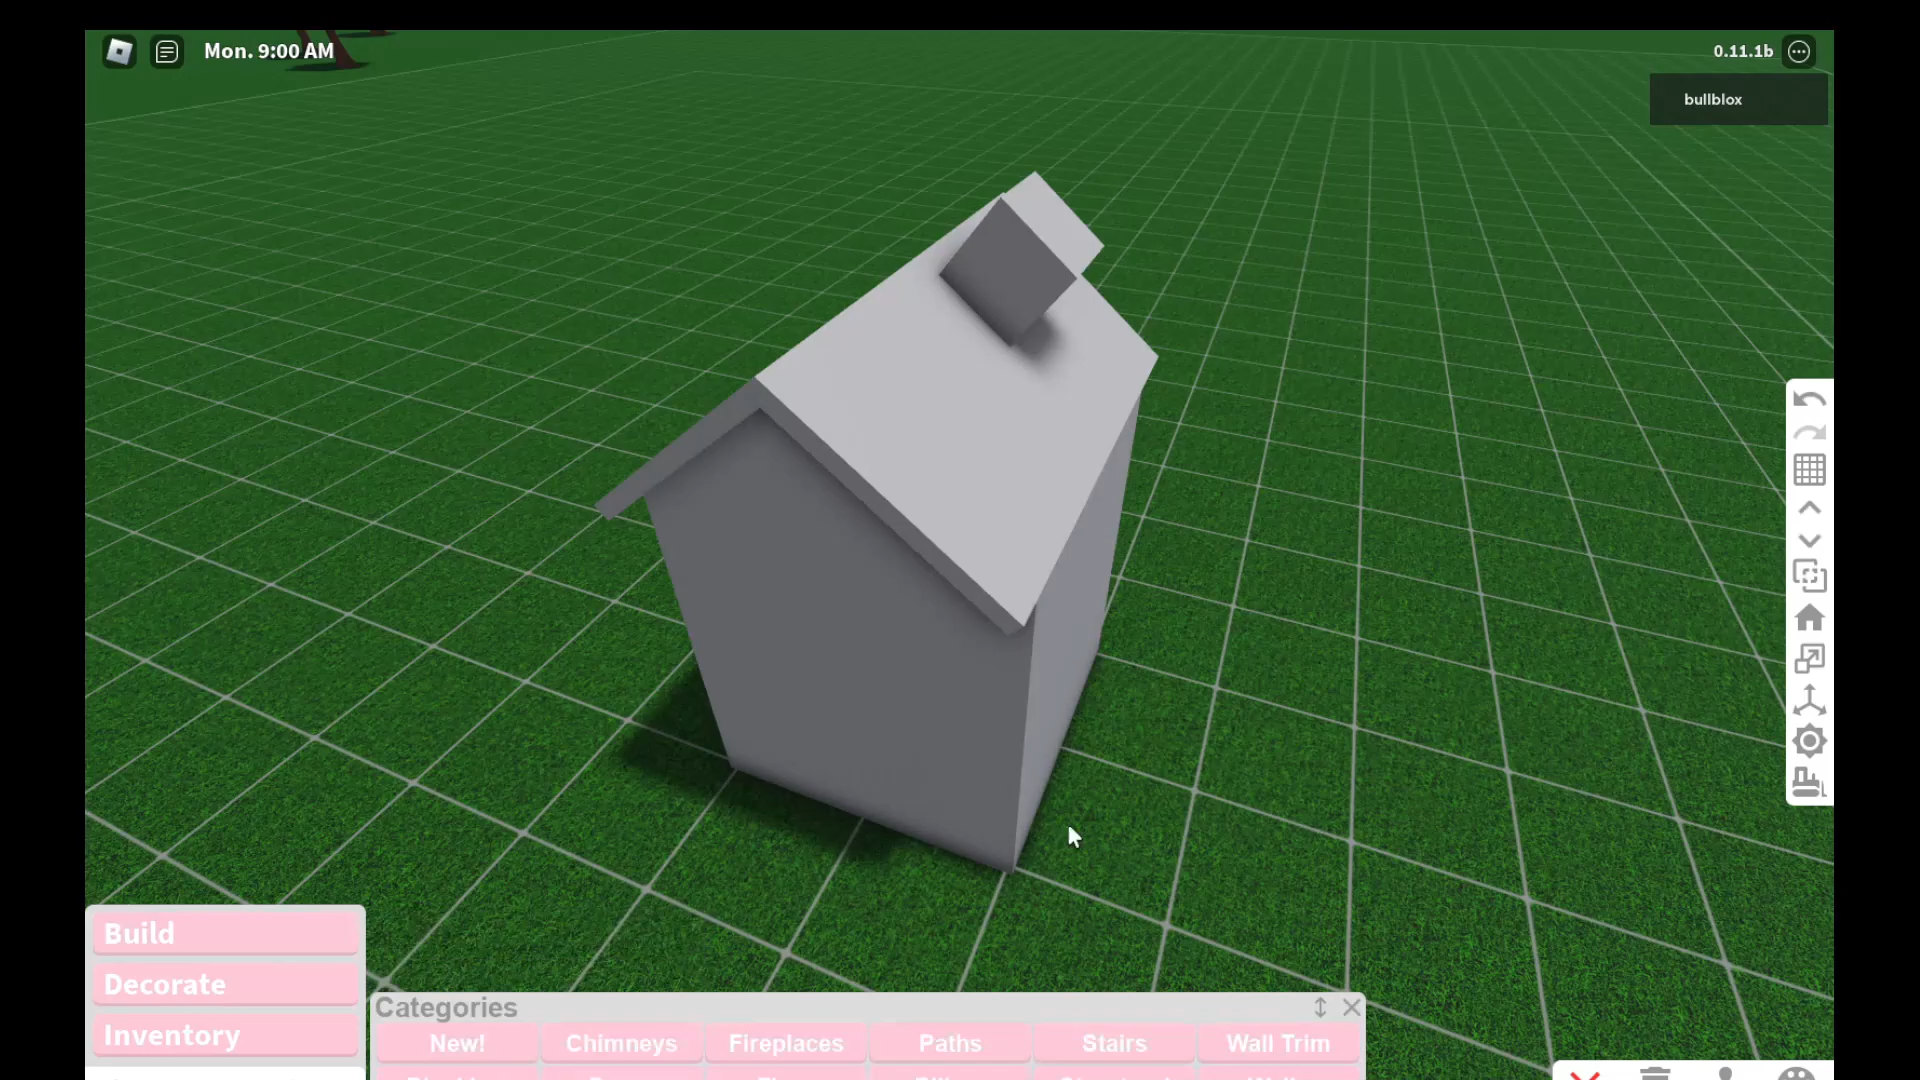 Mon. 9:00 AM
0.11.1b
bullblox
Build
Decorate
Inventory
Categories
New! Chimneys Fireplaces Paths Stairs Wall Trim